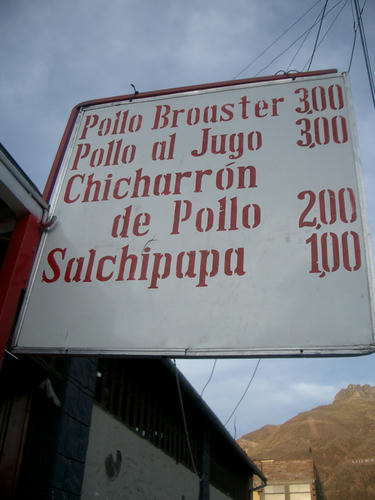 Pollo Broaster 3,00
Pollo al Jugo 3,00
Chicharrón
de Pollo 2,00
Salchipapa 1,00